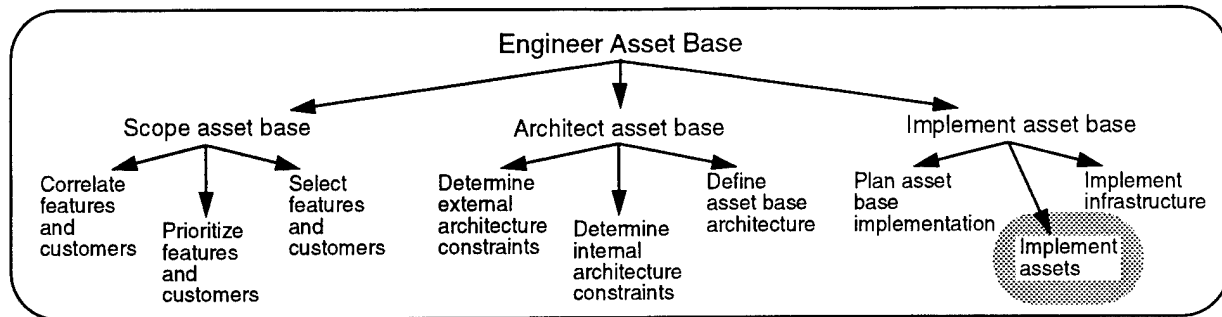 Engineer Asset Base
Scope asset base
Architect asset base
Implement asset base
Correlate
features
and
customers
Prioritize
features
and
customers
Select
features
and
customers
Determine
external
architecture
constraints
Determine
internal
architecture
constraints
Define
asset base
architecture
Plan asset
base
implementation
Implement
assets
Implement
infrastructure